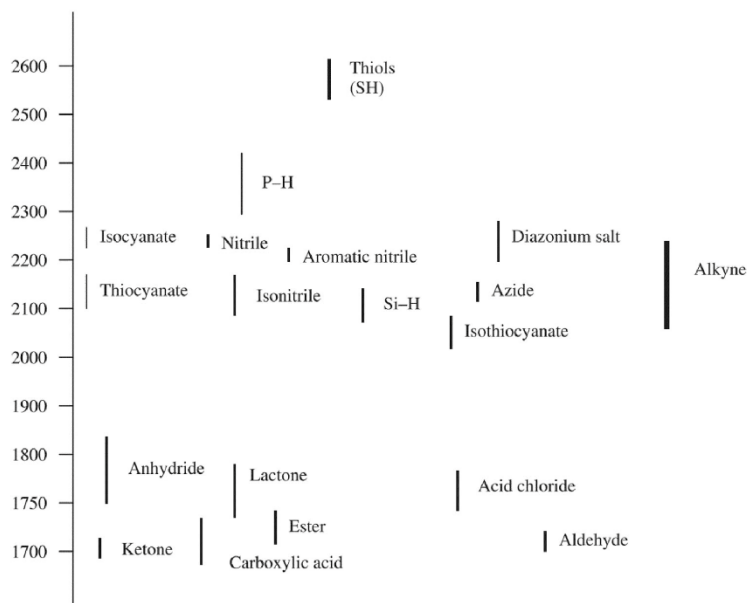 2600
Thiols
(SH)
2500
2400
P–H
2300
Isocyanate
Nitrile
Diazonium salt
2200
Aromatic nitrile
Alkyne
Thiocyanate
Isonitrile
Azide
2100
Si–H
Isothiocyanate
2000
1900
1800
Anhydride
Lactone
Acid chloride
1750
Ester
Aldehyde
1700
Ketone
Carboxylic acid